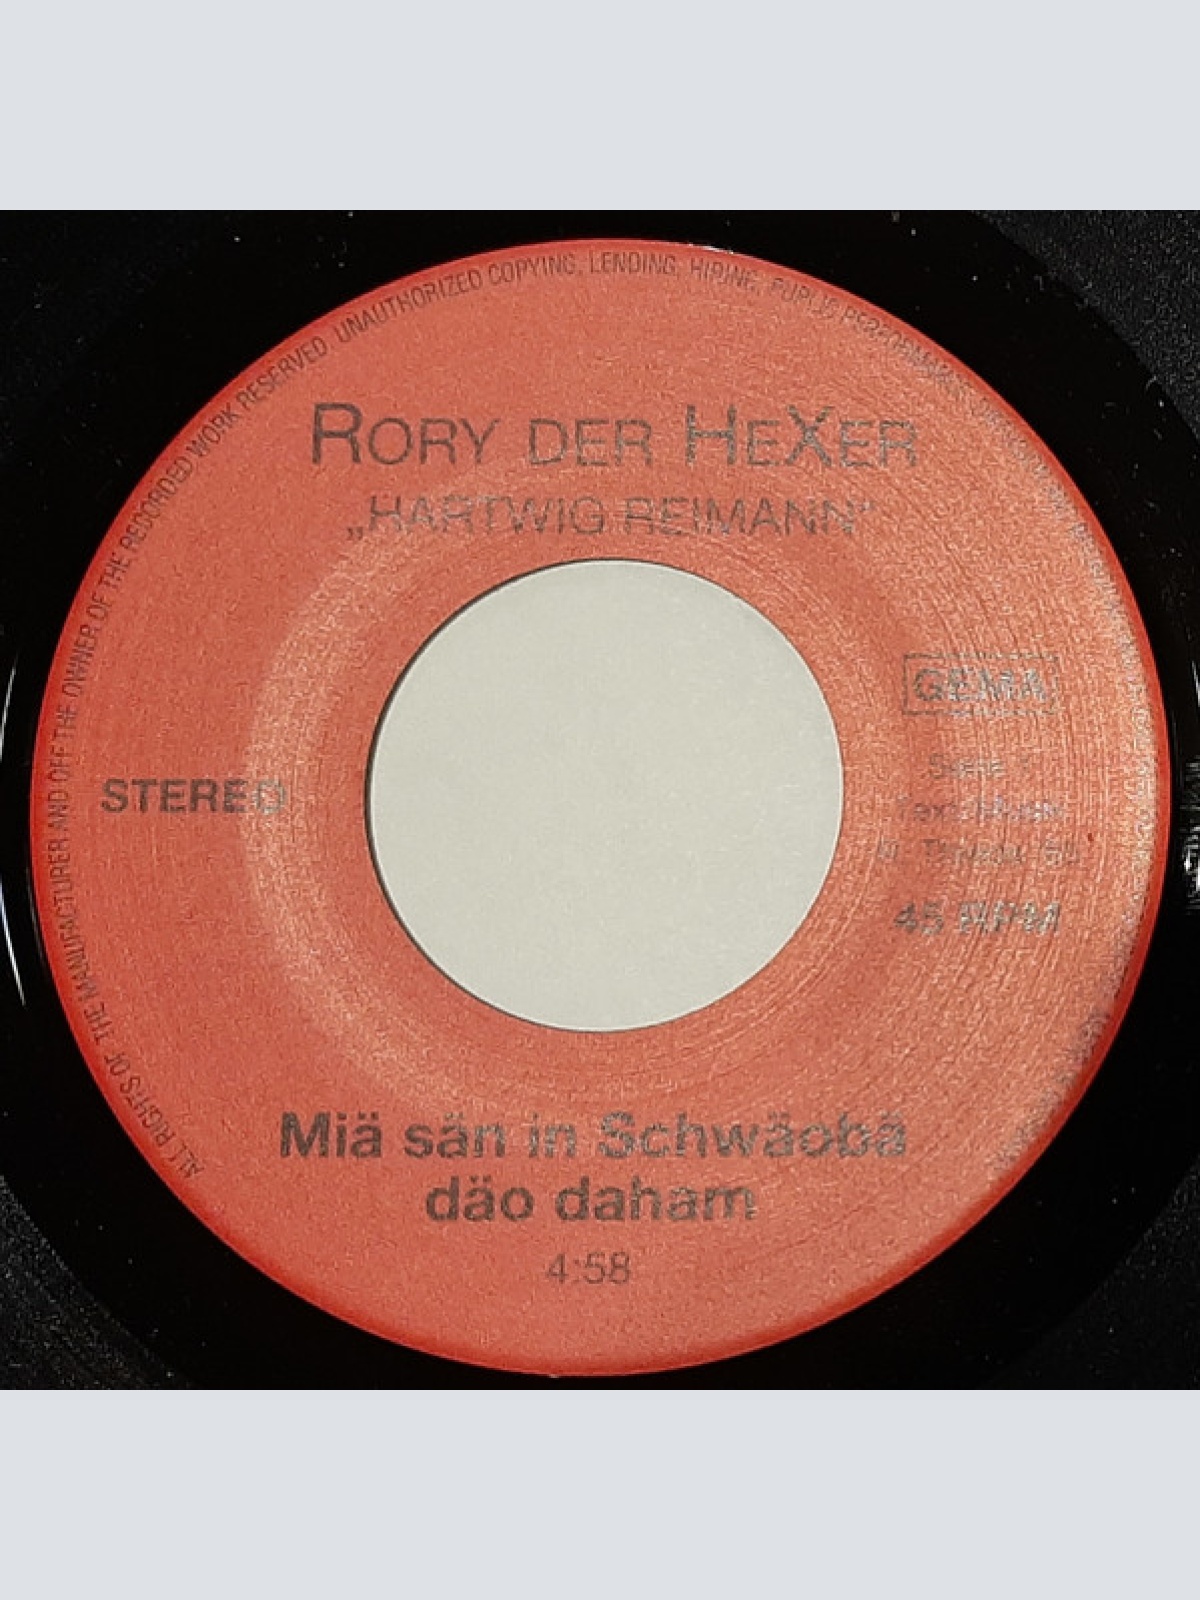 ALL RIGHTS OF THE MANUFACTURER AND OFF THE OWNER OF THE RECORDED WORK RESERVED UNAUTHORIZED COPYING, LENDING, HIRING, PUBLIC PERFORMANCE
RORY DER HEXER
„HARTWIG REIMANN“
GEMA
STEREO
45 RPM
Miä sän in Schwäobä
däo daham
4:58